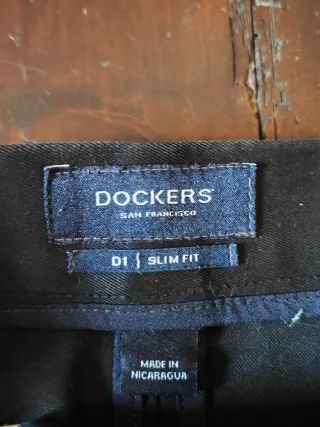 DOCKERS
SAN FRANCISCO
D1 | SLIM FIT
MADE IN
NICARAGUA